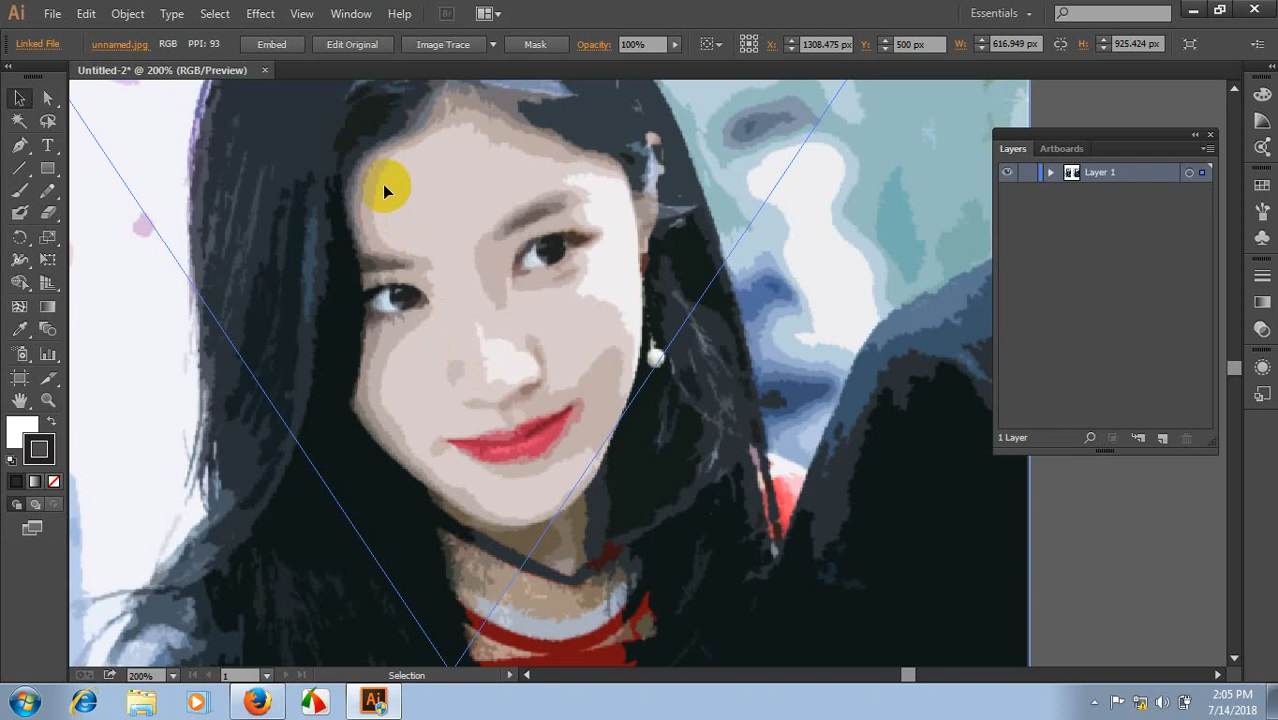 Ai File Edit Object Type Select Effect View Window Help Br Essentials
Linked File unnamed.jpg RGB PPI: 93 Embed Edit Original Image Trace Mask Opacity: 100% X: 1308.475 px Y: 500 px W: 616.949 px H: 925.424 px
Untitled-2* @ 200% (RGB/Preview)
Layers Artboards
Layer 1
1 Layer
200% 1 Selection
Ai
2:05 PM
7/14/2018